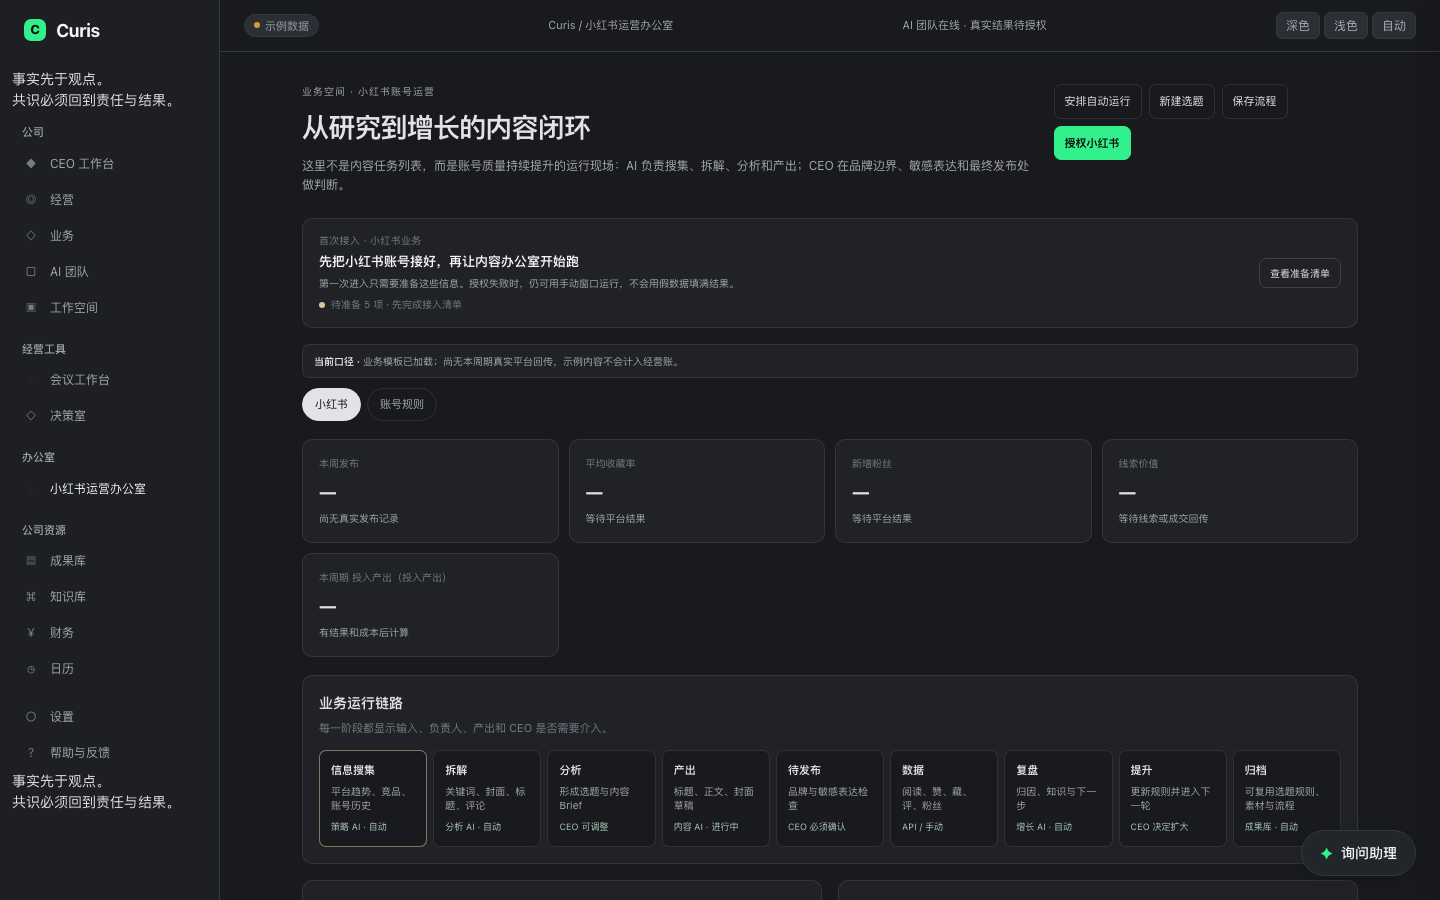 C Curis
事实先于观点。
共识必须回到责任与结果。
公司
CEO 工作台
经营
业务
AI 团队
工作空间
经营工具
会议工作台
决策室
办公室
小红书运营办公室
公司资源
成果库
知识库
¥ 财务
日历
设置
? 帮助与反馈
事实先于观点。
共识必须回到责任与结果。
示例数据
Curis / 小红书运营办公室
AI 团队在线 · 真实结果待授权
深色
浅色
自动
业务空间 · 小红书账号运营
从研究到增长的内容闭环
这里不是内容任务列表，而是账号质量持续提升的运行现场：AI 负责搜集、拆解、分析和产出；CEO 在品牌边界、敏感表达和最终发布处
做判断。
安排自动运行
新建选题
保存流程
授权小红书
首次接入 · 小红书业务
先把小红书账号接好，再让内容办公室开始跑
第一次进入只需要准备这些信息。授权失败时，仍可用手动窗口运行，不会用假数据填满结果。
待准备 5 项 · 先完成接入清单
查看准备清单
当前口径 · 业务模板已加载；尚无本周期真实平台回传，示例内容不会计入经营账。
小红书
账号规则
本周发布
—
尚无真实发布记录
平均收藏率
—
等待平台结果
新增粉丝
—
等待平台结果
线索价值
—
等待线索或成交回传
本周期 投入产出（投入产出）
—
有结果和成本后计算
业务运行链路
每一阶段都显示输入、负责人、产出和 CEO 是否需要介入。
信息搜集
平台趋势、竞品、
账号历史
策略 AI · 自动
拆解
关键词、封面、标
题、评论
分析 AI · 自动
分析
形成选题与内容
Brief
CEO 可调整
产出
标题、正文、封面
草稿
内容 AI · 进行中
待发布
品牌与敏感表达检
查
CEO 必须确认
数据
阅读、赞、藏、
评、粉丝
API / 手动
复盘
归因、知识与下一
步
增长 AI · 自动
提升
更新规则并进入下
一轮
CEO 决定扩大
归档
可复用选题规则、
素材与流程
成果库 · 自动
询问助理